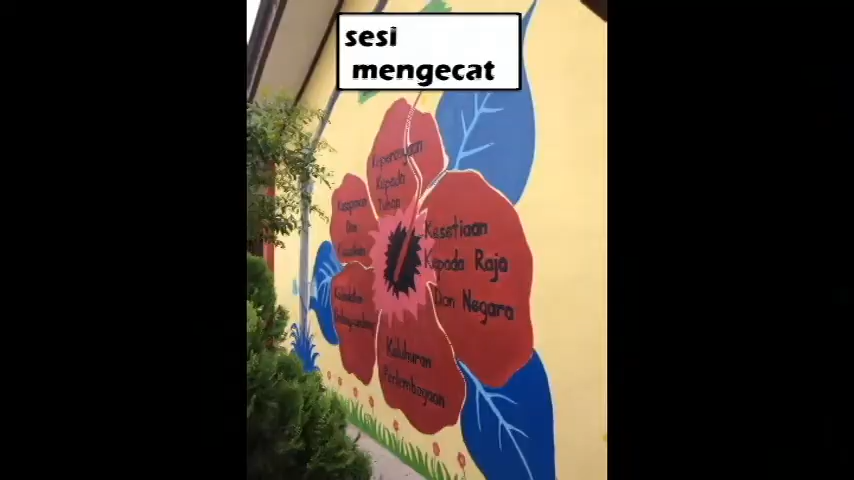 sesi
mengecat
Kepercayaan
Kepada
Tuhan
Kesetiaan
Kepada Raja
Dan Negara
Keluhuran
Perlembagaan
Kedaulatan
Undang-undang
Kesopanan
Dan
Kesusilaan